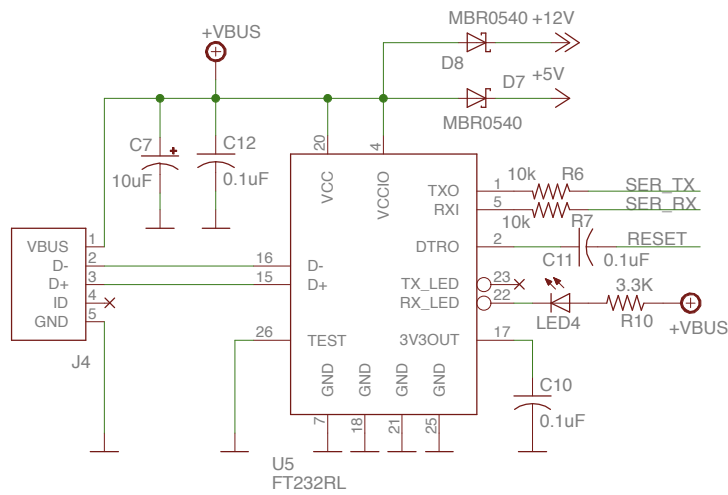 MBR0540 +12V
+VBUS
D8
D7 +5V
MBR0540
C7
10uF
C12
0.1uF
20
4
VCC
VCCIO
TXO 1 10k R6 SER_TX
RXI 5 10k R7 SER_RX
DTRO 2 C11 0.1uF RESET
VBUS 1
D- 2 16 D-
D+ 3 15 D+
ID 4
GND 5
J4
TX_LED 23
RX_LED 22
LED4
3.3K
R10
+VBUS
26 TEST
3V3OUT 17
C10
0.1uF
GND GND GND GND
7 18 21 25
U5
FT232RL